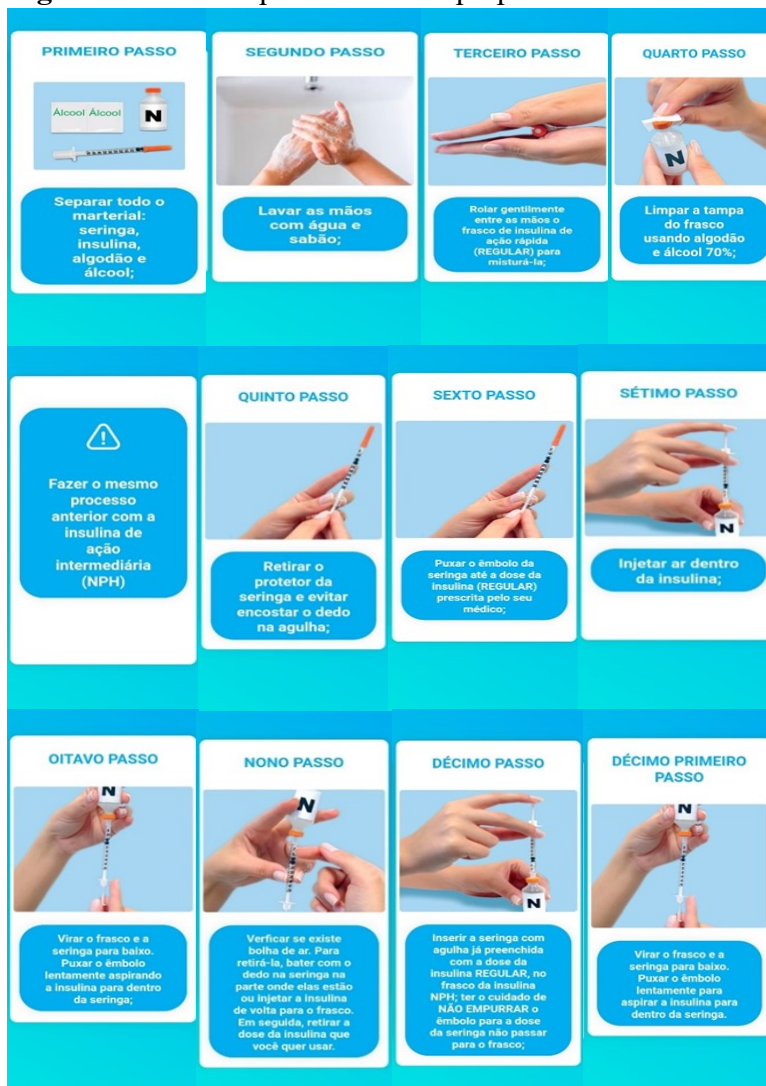 PRIMEIRO PASSO
Álcool Álcool
N
Separar todo o
marterial:
seringa,
insulina,
algodão e
álcool;
SEGUNDO PASSO
Lavar as mãos
com água e
sabão;
TERCEIRO PASSO
Rolar gentilmente
entre as mãos o
frasco de insulina de
ação rápida
(REGULAR) para
misturá-la;
QUARTO PASSO
N
Limpar a tampa
do frasco
usando algodão
e álcool 70%;
Fazer o mesmo
processo
anterior com a
insulina de
ação
intermediária
(NPH)
QUINTO PASSO
Retirar o
protetor da
seringa e evitar
encostar o dedo
na agulha;
SEXTO PASSO
Puxar o êmbolo da
seringa até a dose da
insulina (REGULAR)
prescrita pelo seu
médico;
SÉTIMO PASSO
N
Injetar ar dentro
da insulina;
OITAVO PASSO
N
Virar o frasco e a
seringa para baixo.
Puxar o êmbolo
lentamente aspirando
a insulina para dentro
da seringa;
NONO PASSO
N
Verficar se existe
bolha de ar. Para
retirá-la, bater com o
dedo na seringa na
parte onde elas estão
ou injetar a insulina
de volta para o frasco.
Em seguida, retirar a
dose da insulina que
você quer usar.
DÉCIMO PASSO
N
Inserir a seringa com
agulha já preenchida
com a dose da
insulina REGULAR, no
frasco da insulina
NPH; ter o cuidado de
NÃO EMPURRAR o
êmbolo para a dose
da seringa não passar
para o frasco;
DÉCIMO PRIMEIRO
PASSO
N
Virar o frasco e a
seringa para baixo.
Puxar o êmbolo
lentamente para
aspirar a insulina para
dentro da seringa.